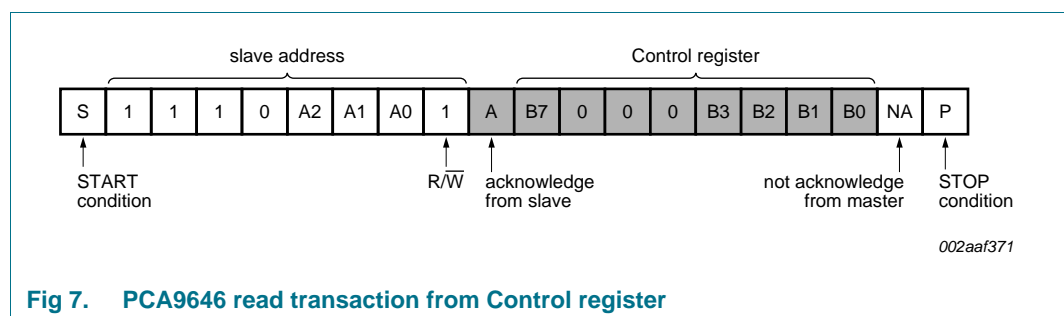 slave address Control register
S 1 1 1 0 A2 A1 A0 1 A B7 0 0 0 B3 B2 B1 B0 NA P
START condition
R/W̅
acknowledge from slave
not acknowledge from master
STOP condition
002aaf371
Fig 7. PCA9646 read transaction from Control register